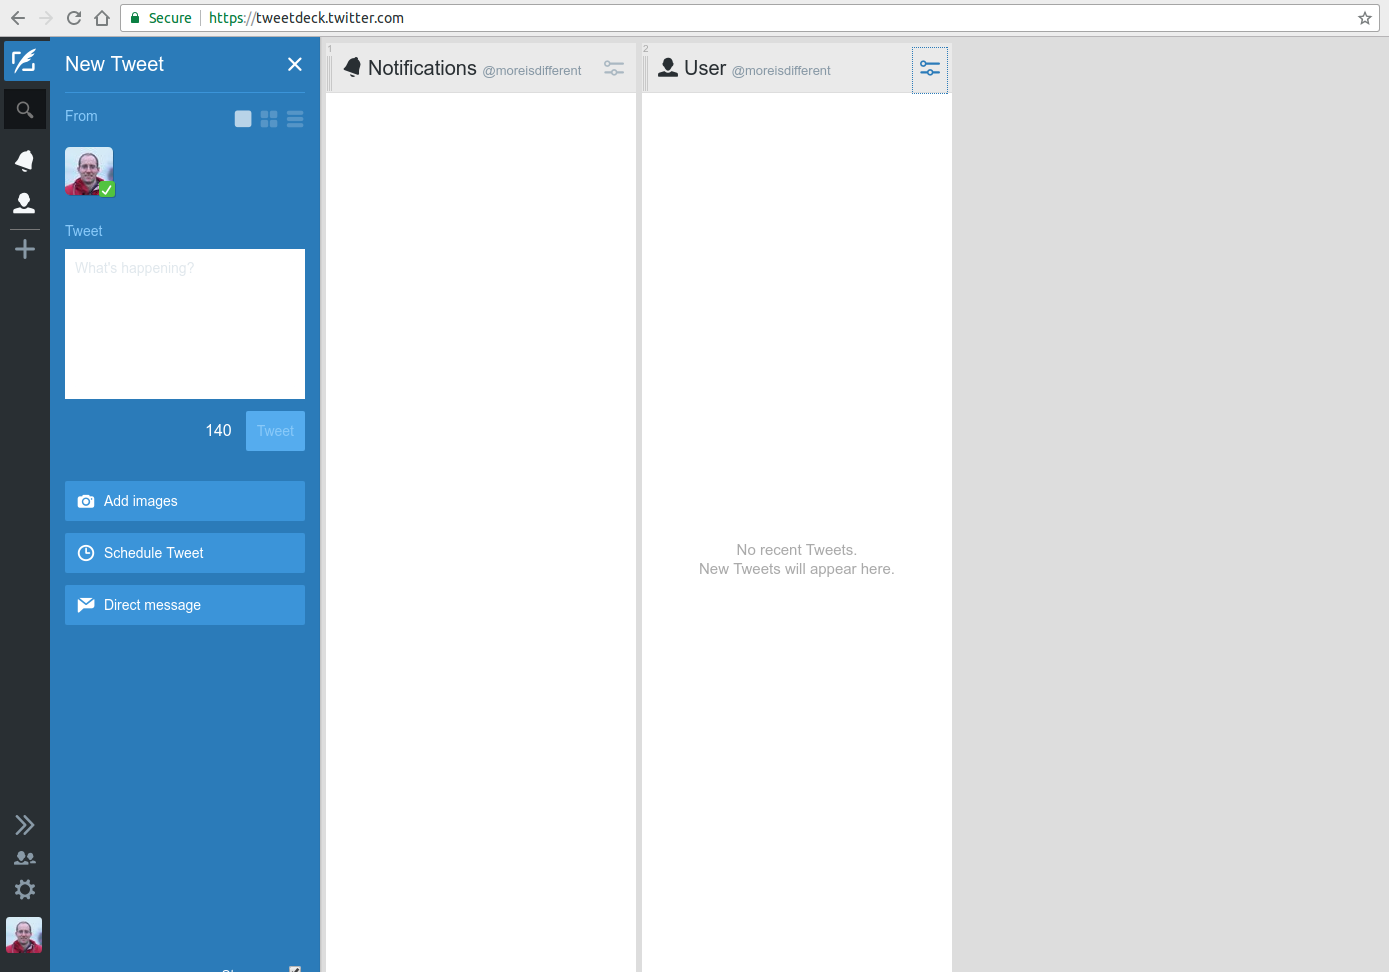 Secure
https://tweetdeck.twitter.com
New Tweet
From
Tweet
What's happening?
140
Tweet
Add images
Schedule Tweet
Direct message
1
Notifications @moreisdifferent
2
User @moreisdifferent
No recent Tweets.
New Tweets will appear here.